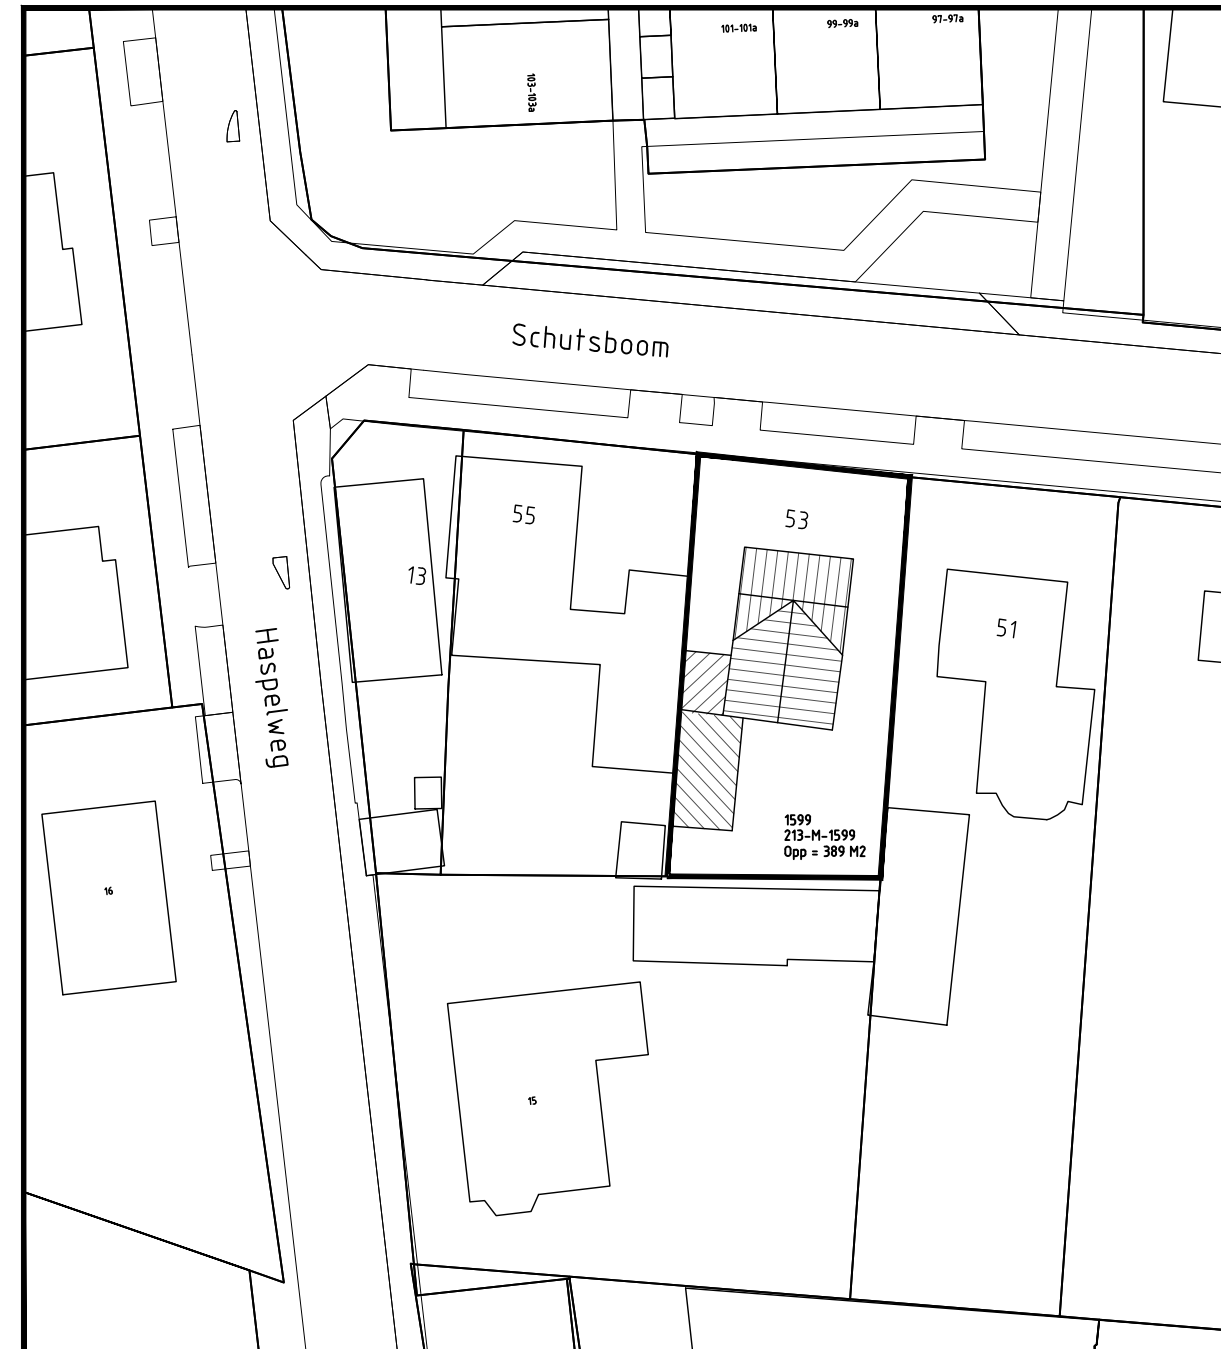 101-101a
99-99a
97-97a
103-103a
Schutsboom
55
53
13
51
Haspelweg
1599
213-M-1599
Opp = 389 M2
16
15